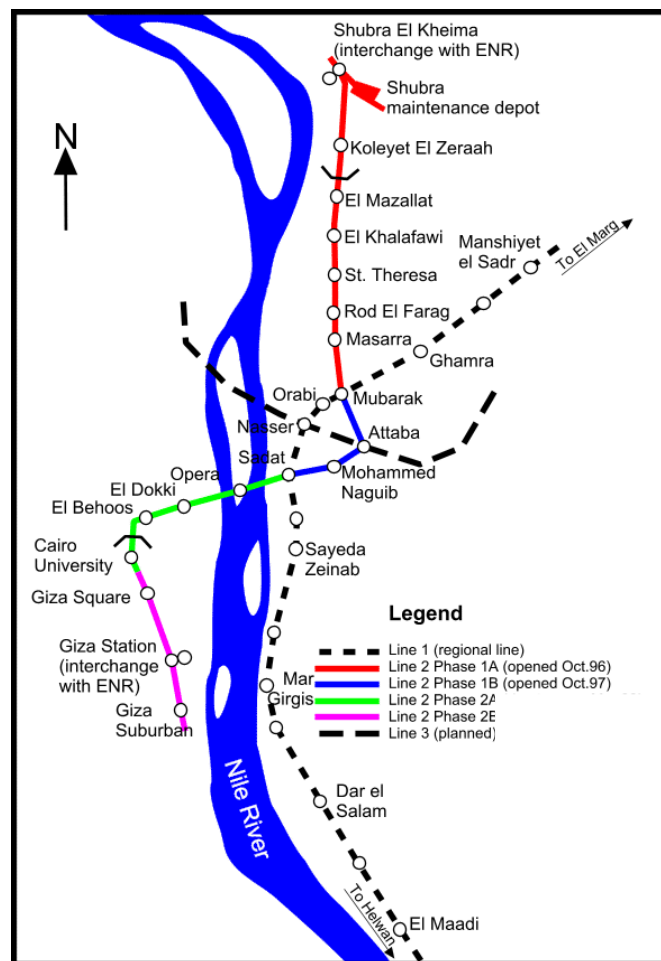 Shubra El Kheima
(interchange with ENR)
Shubra
maintenance depot
N
Koleyet El Zeraah
El Mazallat
El Khalafawi
Manshiyet
el Sadr
To El Marg
St. Theresa
Rod El Farag
Masarra
Ghamra
Orabi
Mubarak
Nasser
Attaba
Sadat
Mohammed
Naguib
Opera
El Dokki
El Behoos
Cairo
University
Sayeda
Zeinab
Giza Square
Giza Station
(interchange
with ENR)
Mar
Girgis
Giza
Suburban
Legend
Line 1 (regional line)
Line 2 Phase 1A (opened Oct.96)
Line 2 Phase 1B (opened Oct.97)
Line 2 Phase 2A
Line 2 Phase 2B
Line 3 (planned)
Nile River
Dar el
Salam
To Helwan
El Maadi